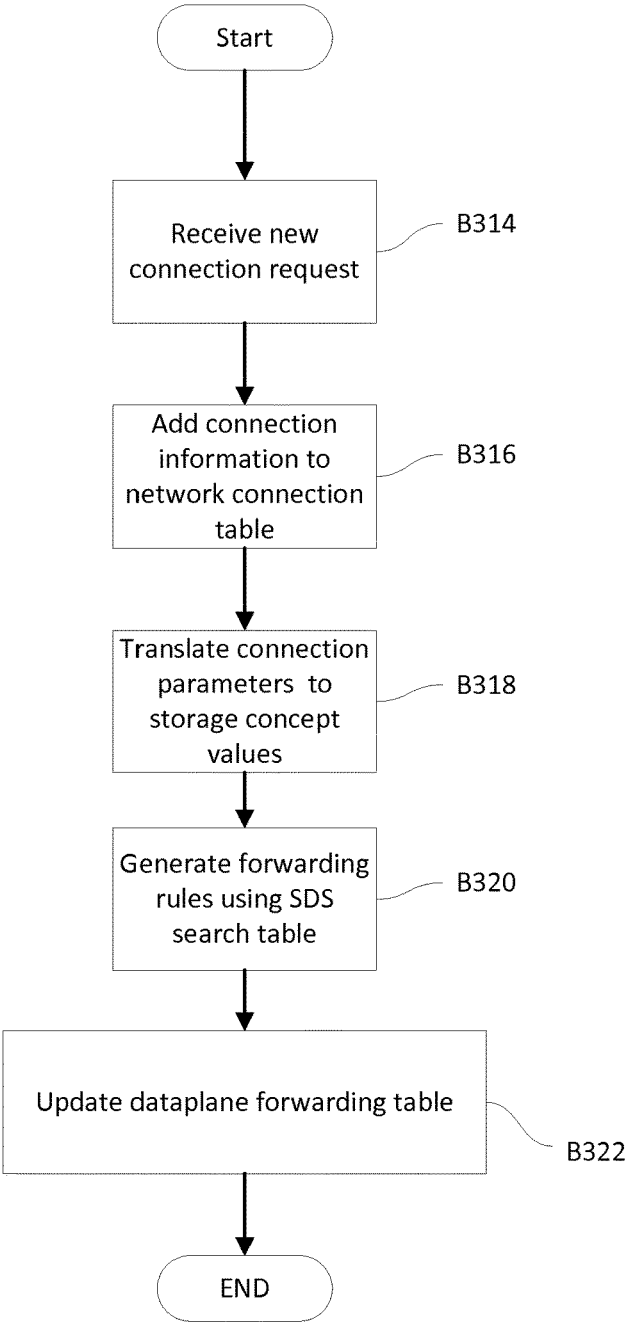 Start
Receive new
connection request
B314
Add connection
information to
network connection
table
B316
Translate connection
parameters to
storage concept
values
B318
Generate forwarding
rules using SDS
search table
B320
Update dataplane forwarding table
B322
END